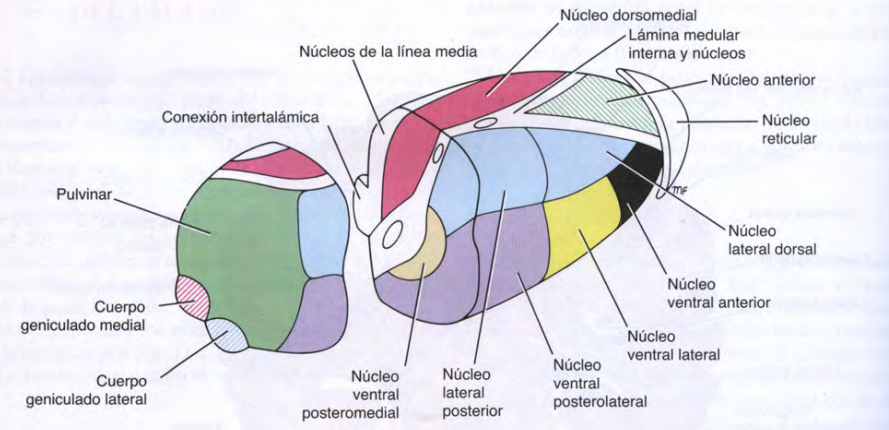 Núcleo dorsomedial
Lámina medular
interna y núcleos
Núcleos de la línea media
Núcleo anterior
Conexión intertalámica
Núcleo
reticular
Pulvinar
MF
Núcleo
lateral dorsal
Núcleo
ventral anterior
Cuerpo
geniculado medial
Núcleo
ventral lateral
Cuerpo
geniculado lateral
Núcleo
ventral
posteromedial
Núcleo
lateral
posterior
Núcleo
ventral
posterolateral